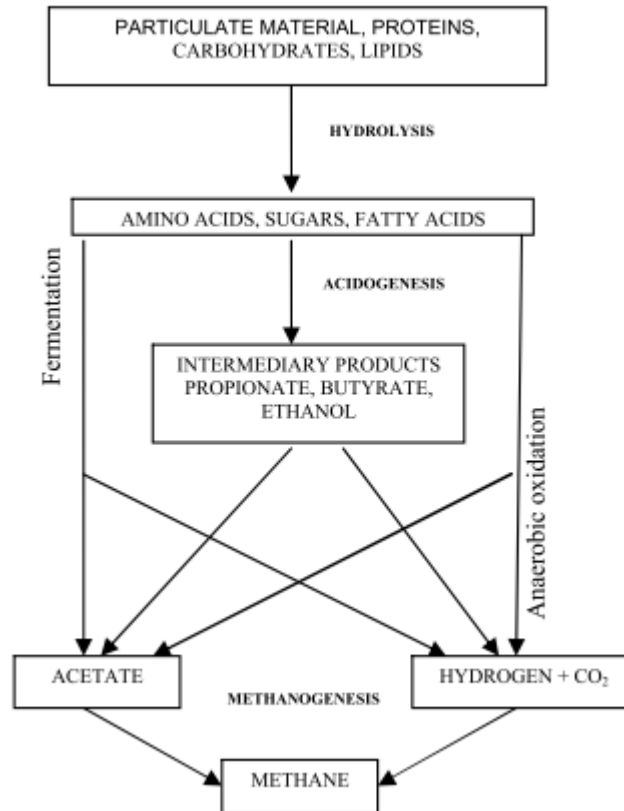 PARTICULATE MATERIAL, PROTEINS,
CARBOHYDRATES, LIPIDS
HYDROLYSIS
AMINO ACIDS, SUGARS, FATTY ACIDS
Fermentation
ACIDOGENESIS
INTERMEDIARY PRODUCTS
PROPIONATE, BUTYRATE,
ETHANOL
Anaerobic oxidation
ACETATE
HYDROGEN + CO₂
METHANOGENESIS
METHANE